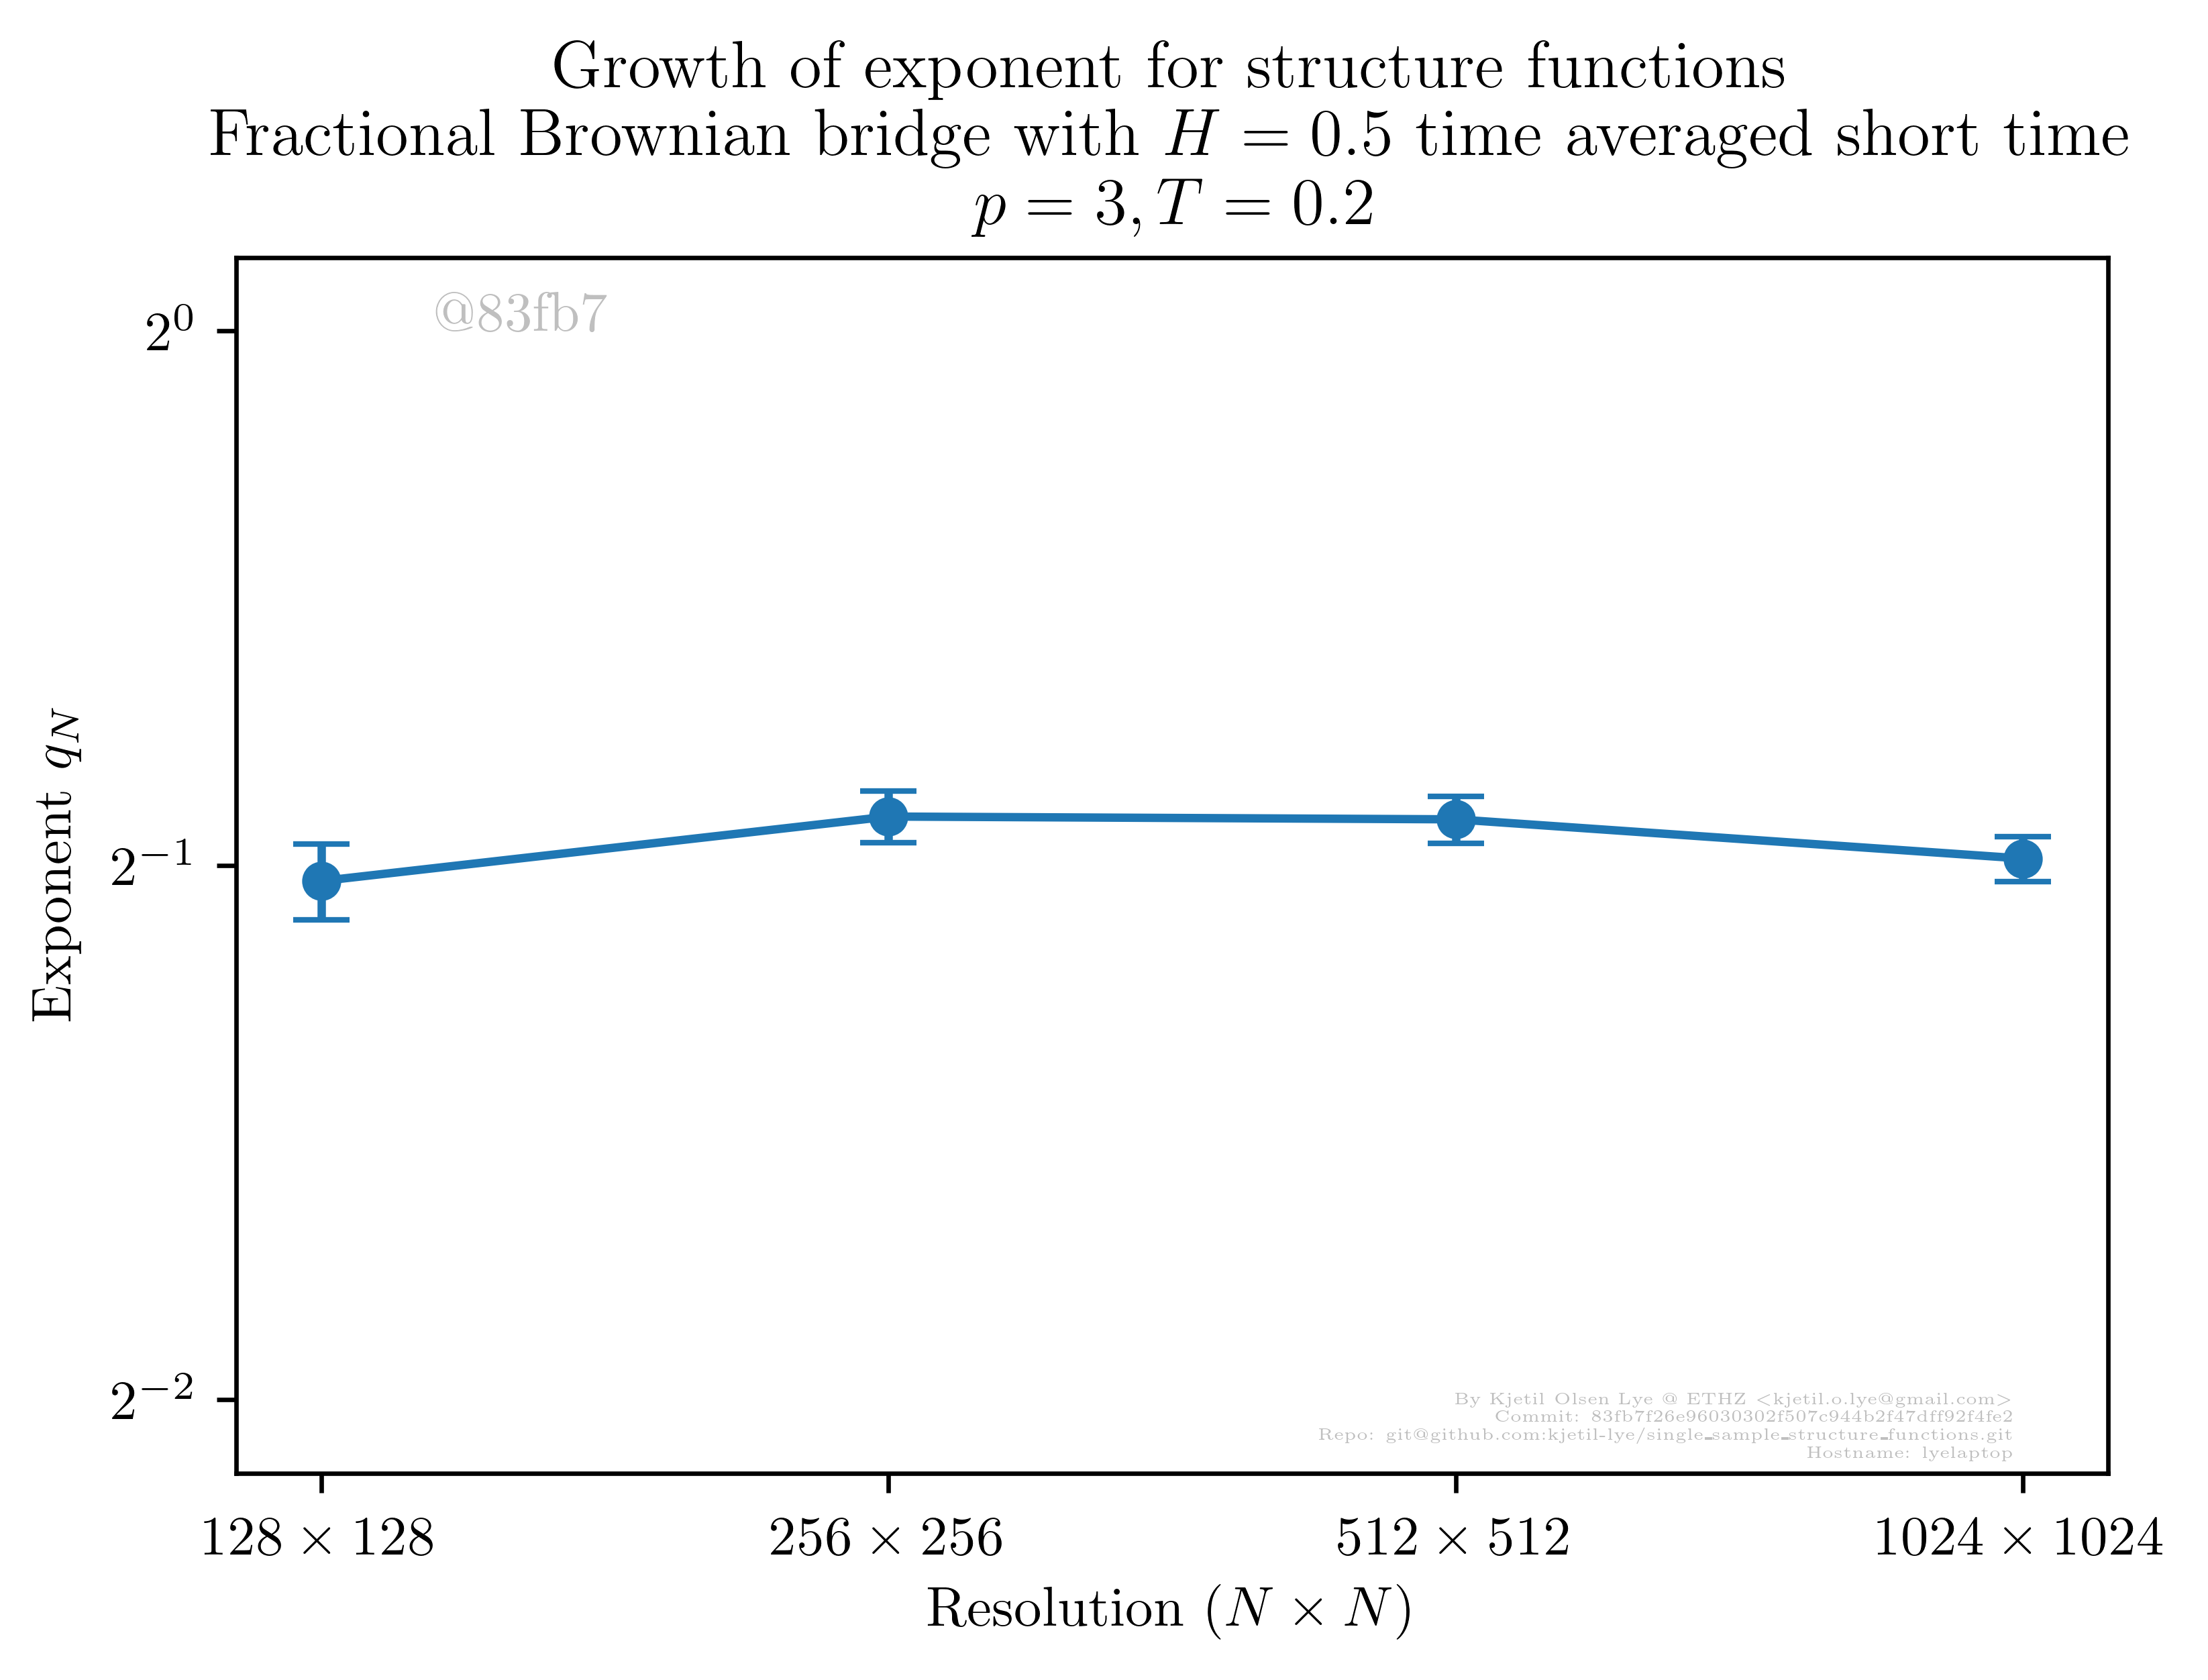 Growth of exponent for structure functions
Fractional Brownian bridge with H = 0.5 time averaged short time
p = 3, T = 0.2
@83fb7
2⁰
2⁻¹
2⁻²
Exponent q_N
128 × 128
256 × 256
512 × 512
1024 × 1024
Resolution (N × N)
By Kjetil Olsen Lye @ ETHZ <kjetil.o.lye@gmail.com>
Commit: 83fb7f26e96030302f507c944b2f47dff92f4fe2
Repo: git@github.com:kjetil-lye/single_sample_structure_functions.git
Hostname: lyelaptop